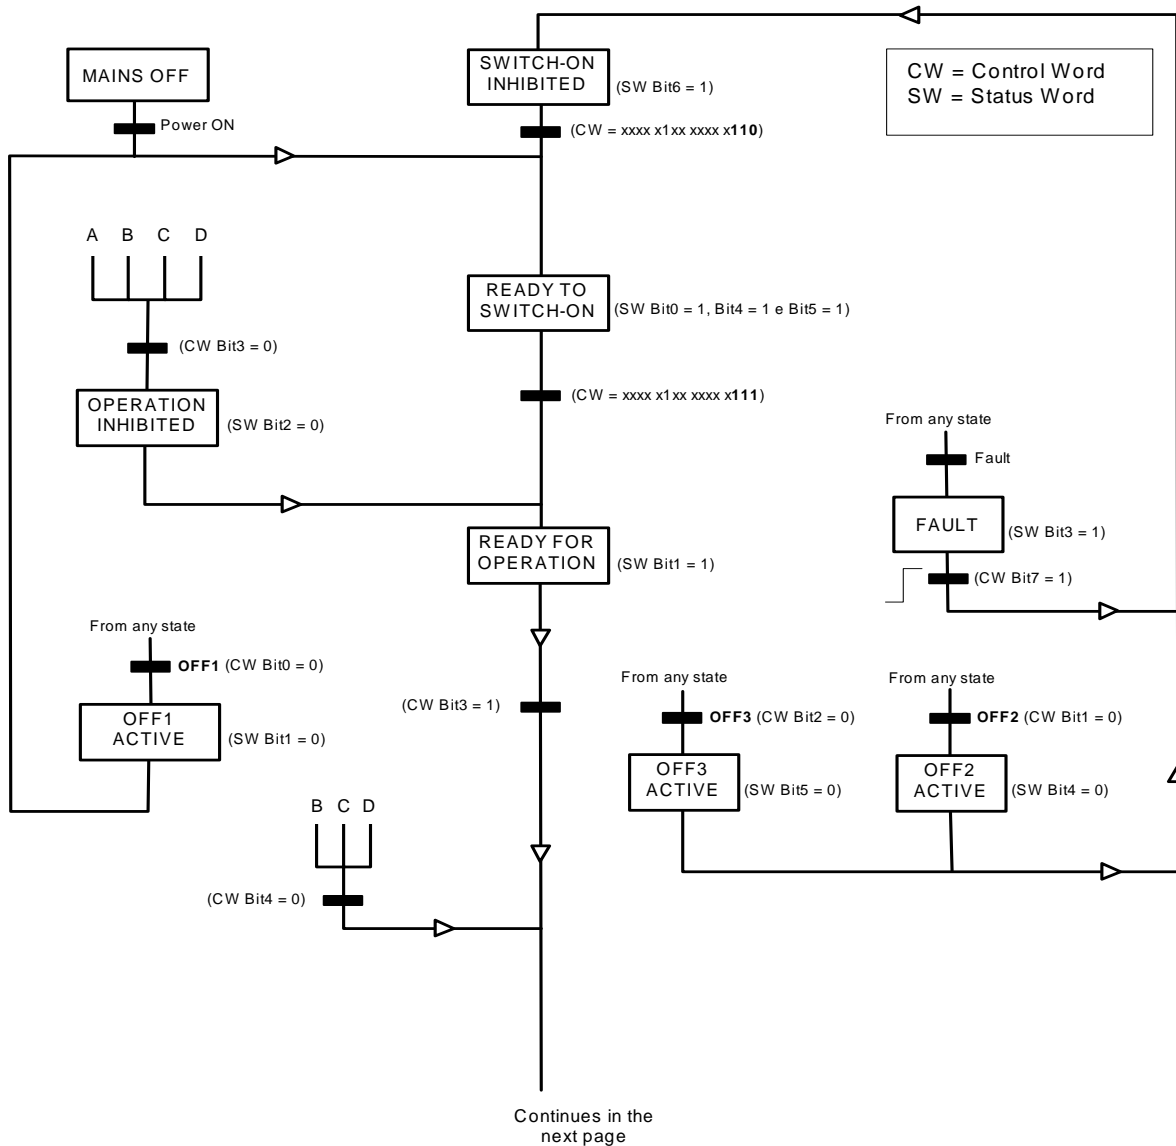 MAINS OFF
Power ON
SWITCH-ON
INHIBITED
(SW Bit6 = 1)
(CW = xxxx x1xx xxxx x110)
CW = Control Word
SW = Status Word
A B C D
(CW Bit3 = 0)
OPERATION
INHIBITED
(SW Bit2 = 0)
READY TO
SWITCH-ON
(SW Bit0 = 1, Bit4 = 1 e Bit5 = 1)
(CW = xxxx x1xx xxxx x111)
READY FOR
OPERATION
(SW Bit1 = 1)
From any state
Fault
FAULT
(SW Bit3 = 1)
(CW Bit7 = 1)
From any state
OFF1 (CW Bit0 = 0)
OFF1
ACTIVE
(SW Bit1 = 0)
(CW Bit3 = 1)
From any state
OFF3 (CW Bit2 = 0)
OFF3
ACTIVE
(SW Bit5 = 0)
From any state
OFF2 (CW Bit1 = 0)
OFF2
ACTIVE
(SW Bit4 = 0)
B C D
(CW Bit4 = 0)
Continues in the
next page